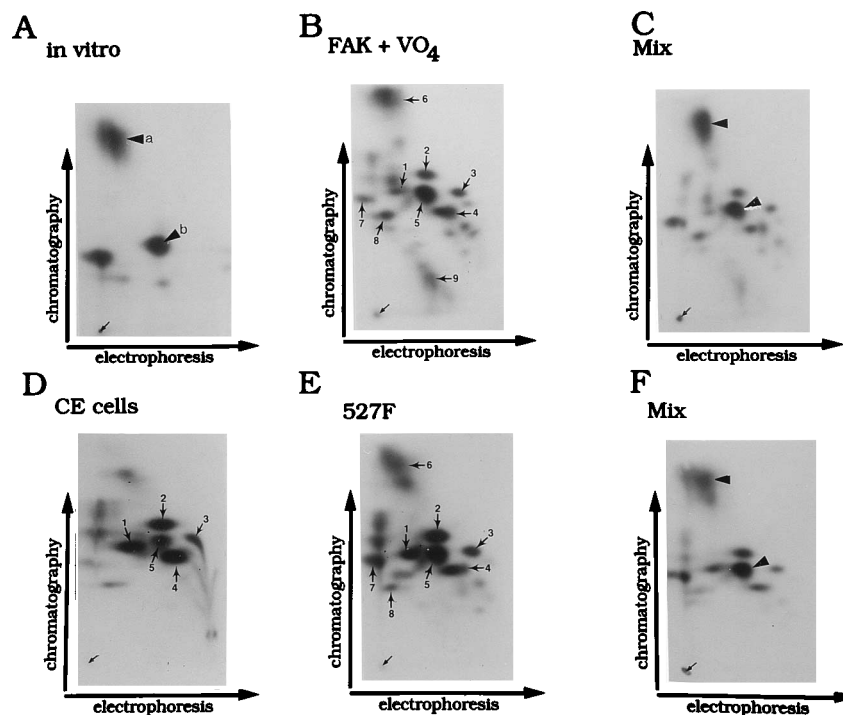 A
in vitro
B
FAK + VO4
C
Mix
a
b
chromatography
electrophoresis
6
1
2
3
7
8
5
4
9
chromatography
electrophoresis
chromatography
electrophoresis
D
CE cells
E
527F
F
Mix
1
2
3
5
4
chromatography
electrophoresis
6
1
2
3
7
8
5
4
chromatography
electrophoresis
chromatography
electrophoresis